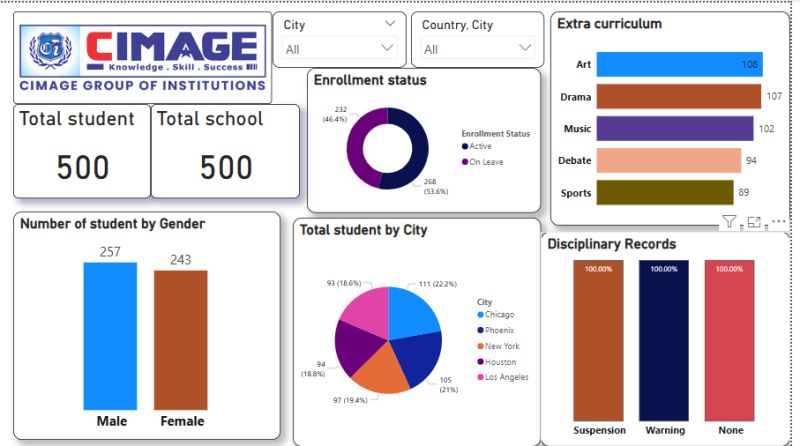 CIMAGE
Knowledge . Skill . Success
CIMAGE GROUP OF INSTITUTIONS
City
All
Country, City
All
Total student
500
Total school
500
Enrollment status
232
(46.4%)
268
(53.6%)
Enrollment Status
Active
On Leave
Extra curriculum
Art 108
Drama 107
Music 102
Debate 94
Sports 89
Number of student by Gender
257
243
Male Female
Total student by City
93 (18.6%)
111 (22.2%)
94
(18.8%)
105
(21%)
97 (19.4%)
City
Chicago
Phoenix
New York
Houston
Los Angeles
Disciplinary Records
100.00% 100.00% 100.00%
Suspension Warning None